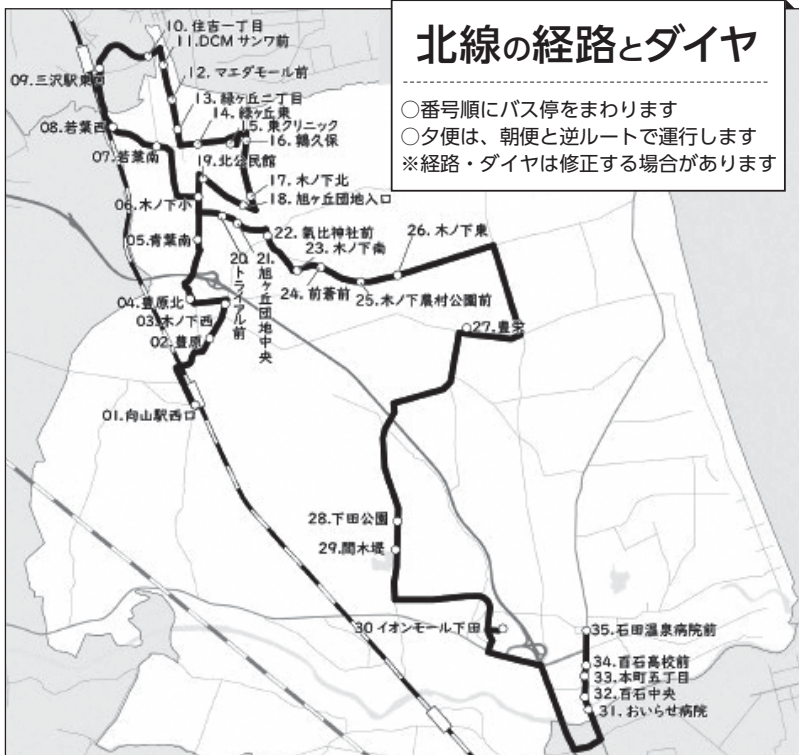 北線の経路とダイヤ
○番号順にバス停をまわります
○夕便は、朝便と逆ルートで運行します
※経路・ダイヤは修正する場合があります
10. 住吉一丁目
11.DCM サンワ前
09.三沢駅東口
12. マエダモール前
13. 緑ヶ丘二丁目
14. 緑ヶ丘東
08.若葉西
15. 東クリニック
16. 鶉久保
07.若葉南
19. 北公民館
17. 木ノ下北
18. 旭ヶ丘団地入口
06.木ノ下小
05.青葉南
22. 氣比神社前
23. 木ノ下南
26. 木ノ下東
20. トライアル前
21. 旭ヶ丘団地中央
24. 前蒼前
25. 木ノ下農村公園前
04.豊原北
03.木ノ下西
02.豊原
27.豊栄
01.向山駅西口
28.下田公園
29.間木堤
30 イオンモール下田
35.石田温泉病院前
34.百石高校前
33.本町五丁目
32.百石中央
31.おいらせ病院